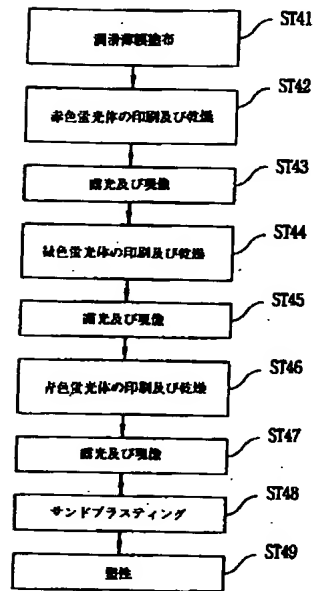 潤滑薄膜塗布
ST41
赤色蛍光体の印刷及び乾燥
ST42
露光及び現像
ST43
緑色蛍光体の印刷及び乾燥
ST44
露光及び現像
ST45
青色蛍光体の印刷及び乾燥
ST46
露光及び現像
ST47
サンドブラスティング
ST48
塑性
ST49